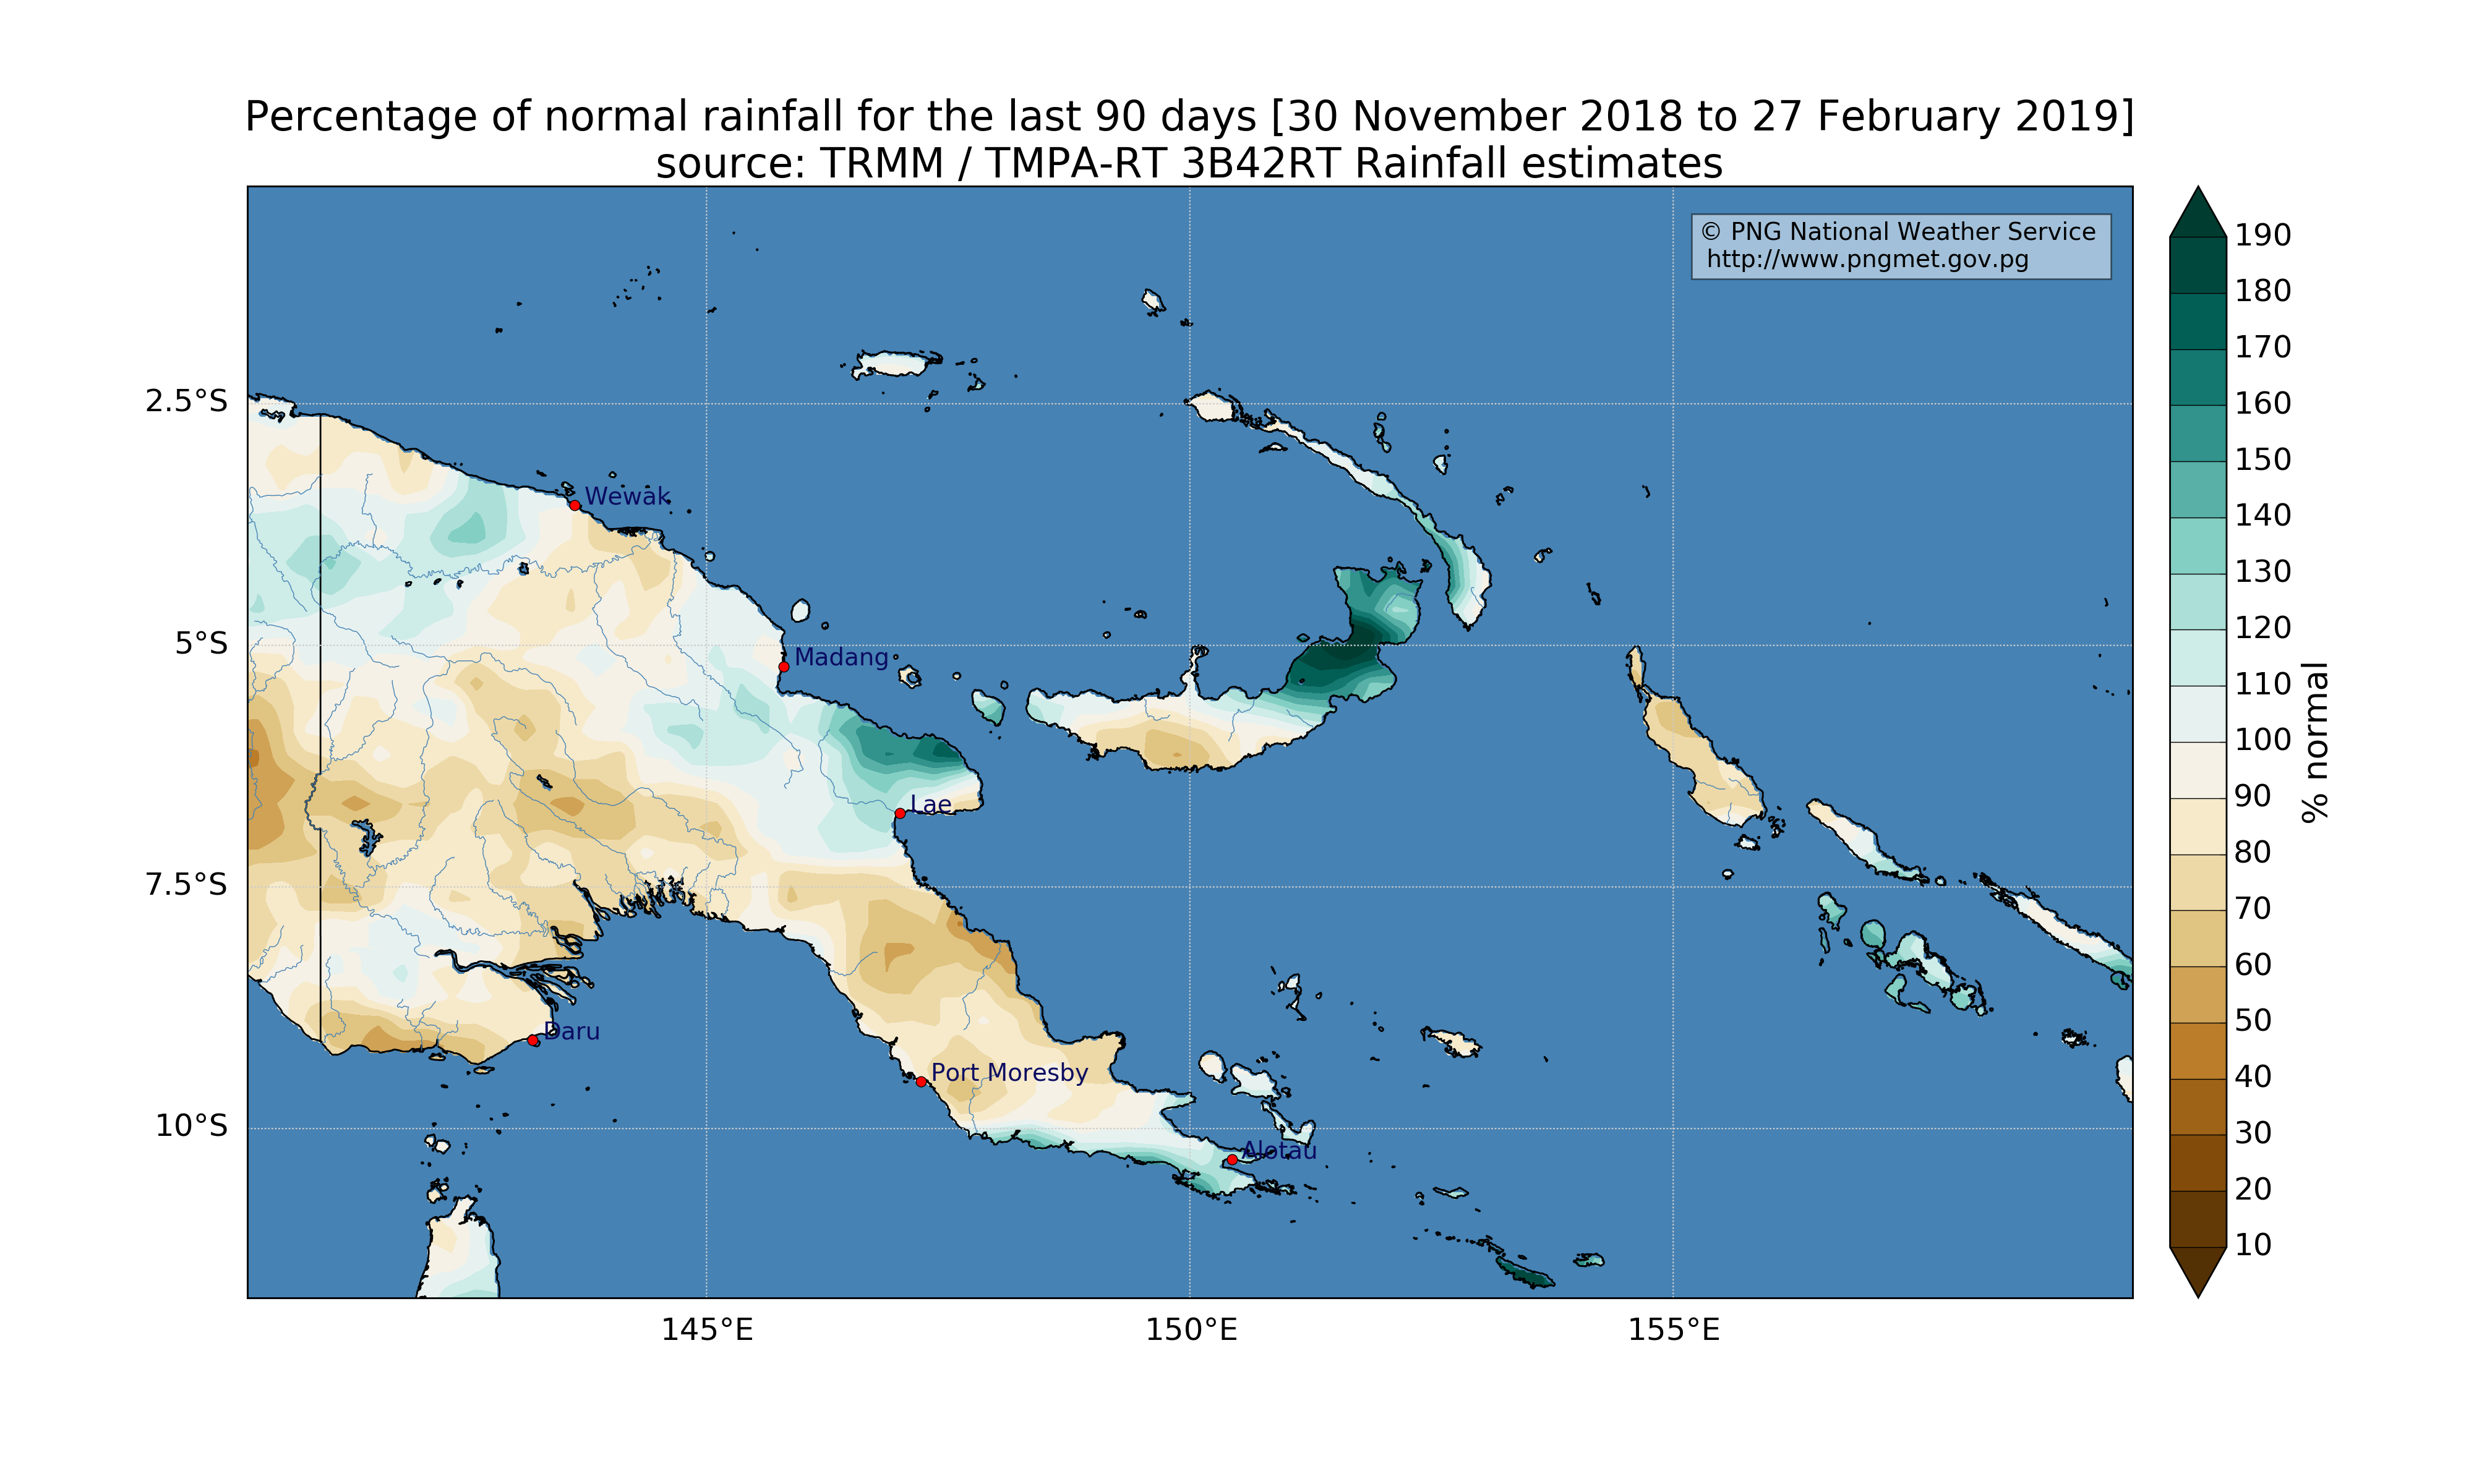 Percentage of normal rainfall for the last 90 days [30 November 2018 to 27 February 2019]
source: TRMM / TMPA-RT 3B42RT Rainfall estimates
© PNG National Weather Service
http://www.pngmet.gov.pg
2.5°S
5°S
7.5°S
10°S
Wewak
Madang
Lae
Daru
Port Moresby
Alotau
145°E
150°E
155°E
190
180
170
160
150
140
130
120
110
100
90
80
70
60
50
40
30
20
10
% normal